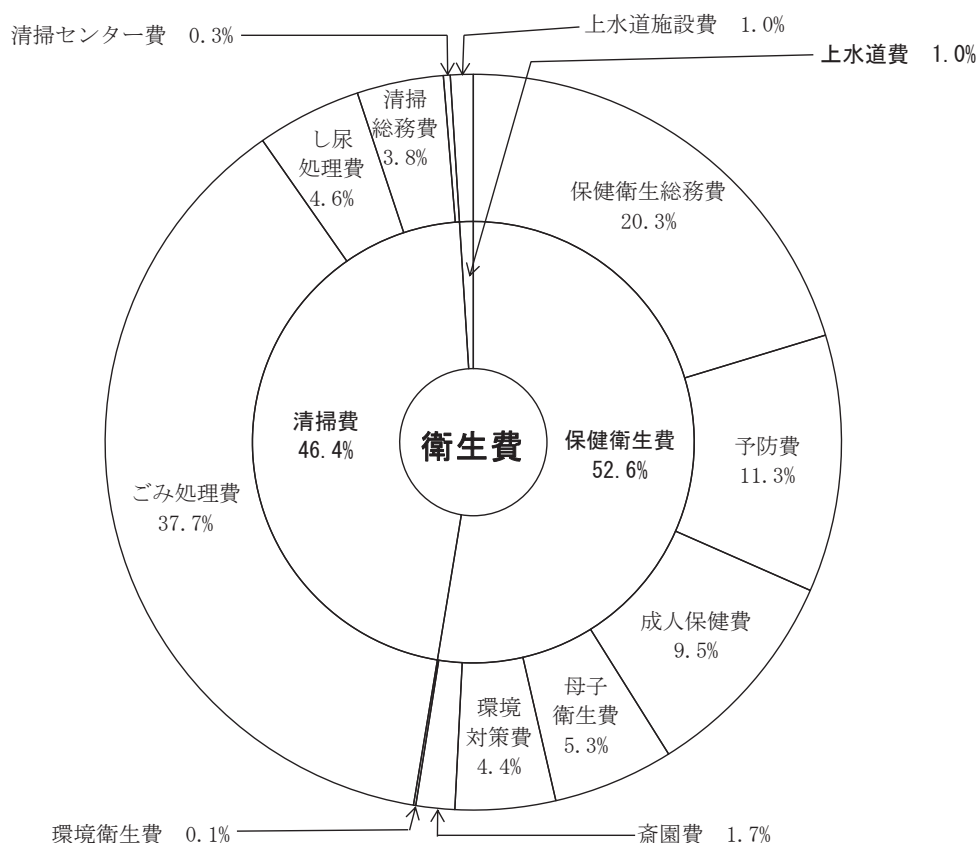 清掃センター費　0.3%
上水道施設費　1.0%
上水道費　1.0%
清掃
総務費
3.8%
し尿
処理費
4.6%
保健衛生総務費
20.3%
清掃費
46.4%
衛生費
保健衛生費
52.6%
予防費
11.3%
ごみ処理費
37.7%
成人保健費
9.5%
母子
衛生費
5.3%
環境
対策費
4.4%
環境衛生費　0.1%
斎園費　1.7%